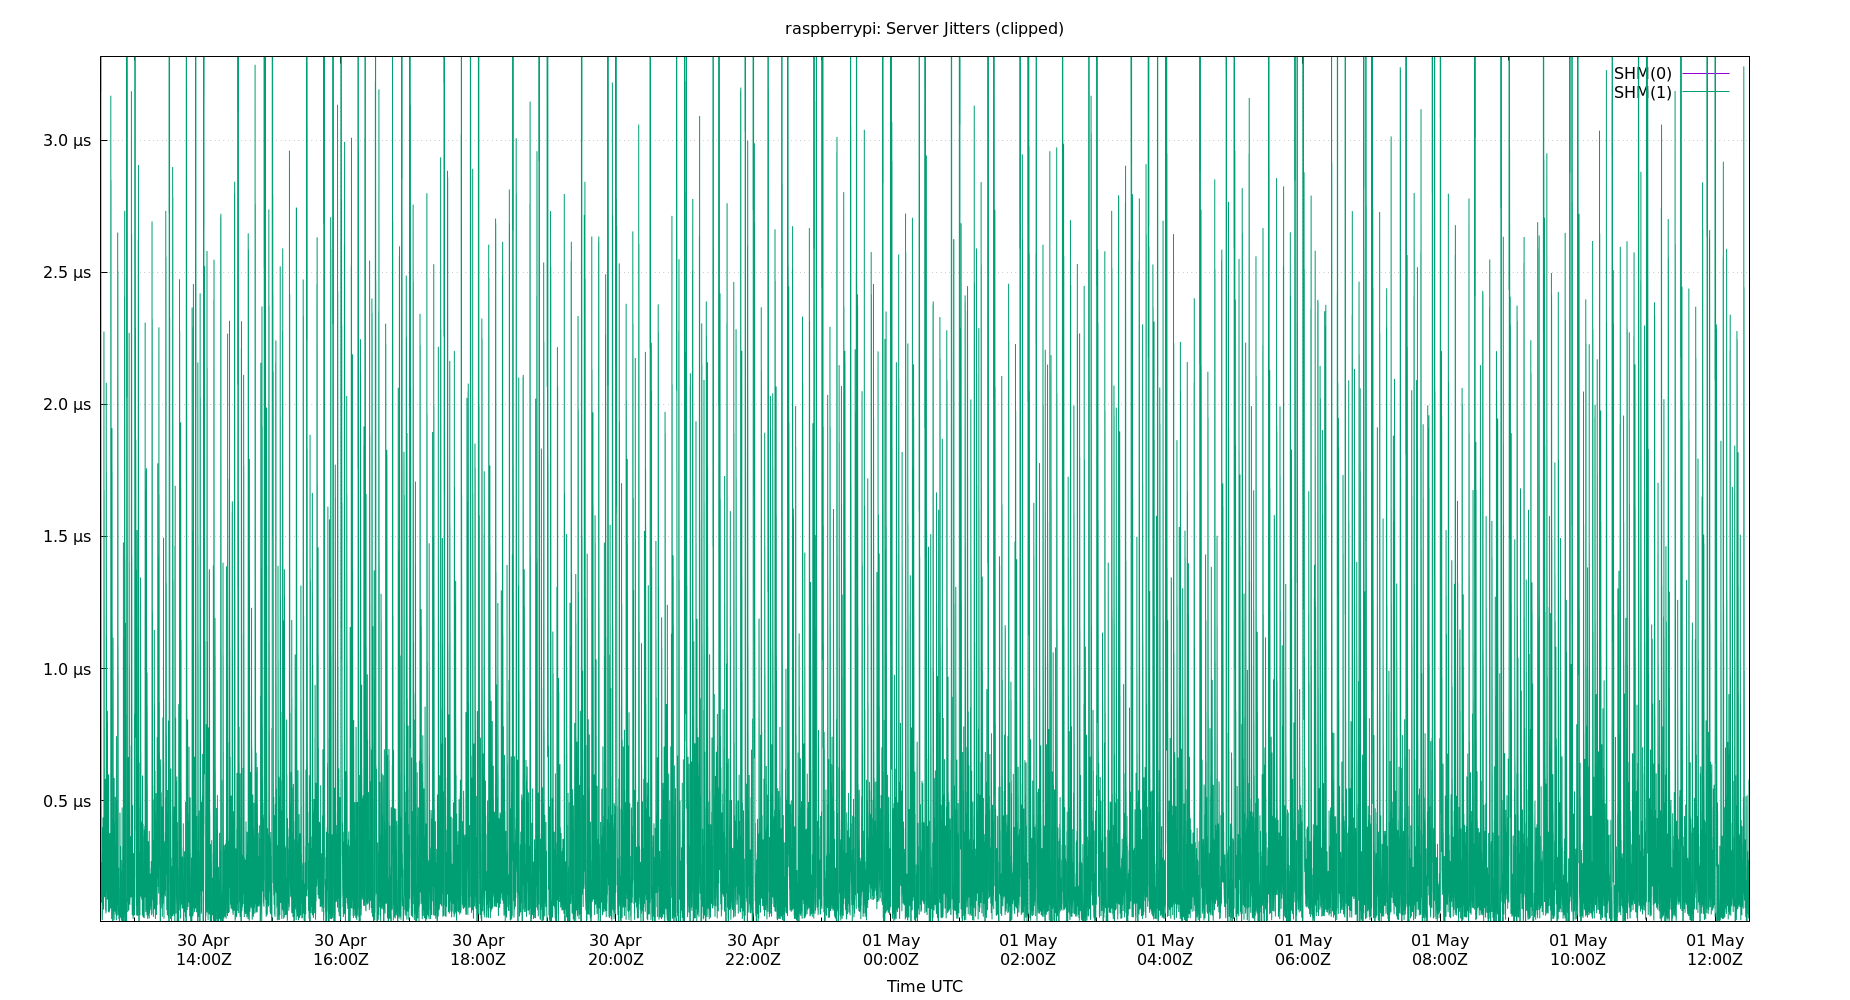 raspberrypi: Server Jitters (clipped)
SHM(0)
SHM(1)
3.0 µs
2.5 µs
2.0 µs
1.5 µs
1.0 µs
0.5 µs
30 Apr 30 Apr 30 Apr 30 Apr 30 Apr 01 May 01 May 01 May 01 May 01 May 01 May 01 May
14:00Z 16:00Z 18:00Z 20:00Z 22:00Z 00:00Z 02:00Z 04:00Z 06:00Z 08:00Z 10:00Z 12:00Z
Time UTC